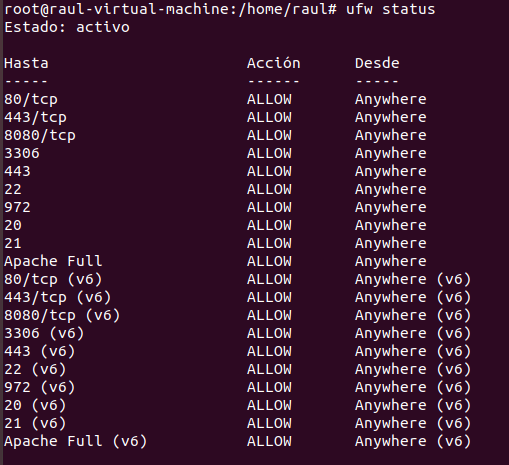 root@raul-virtual-machine:/home/raul# ufw status
Estado: activo
Hasta Acción Desde
----- ------ -----
80/tcp ALLOW Anywhere
443/tcp ALLOW Anywhere
8080/tcp ALLOW Anywhere
3306 ALLOW Anywhere
443 ALLOW Anywhere
22 ALLOW Anywhere
972 ALLOW Anywhere
20 ALLOW Anywhere
21 ALLOW Anywhere
Apache Full ALLOW Anywhere
80/tcp (v6) ALLOW Anywhere (v6)
443/tcp (v6) ALLOW Anywhere (v6)
8080/tcp (v6) ALLOW Anywhere (v6)
3306 (v6) ALLOW Anywhere (v6)
443 (v6) ALLOW Anywhere (v6)
22 (v6) ALLOW Anywhere (v6)
972 (v6) ALLOW Anywhere (v6)
20 (v6) ALLOW Anywhere (v6)
21 (v6) ALLOW Anywhere (v6)
Apache Full (v6) ALLOW Anywhere (v6)